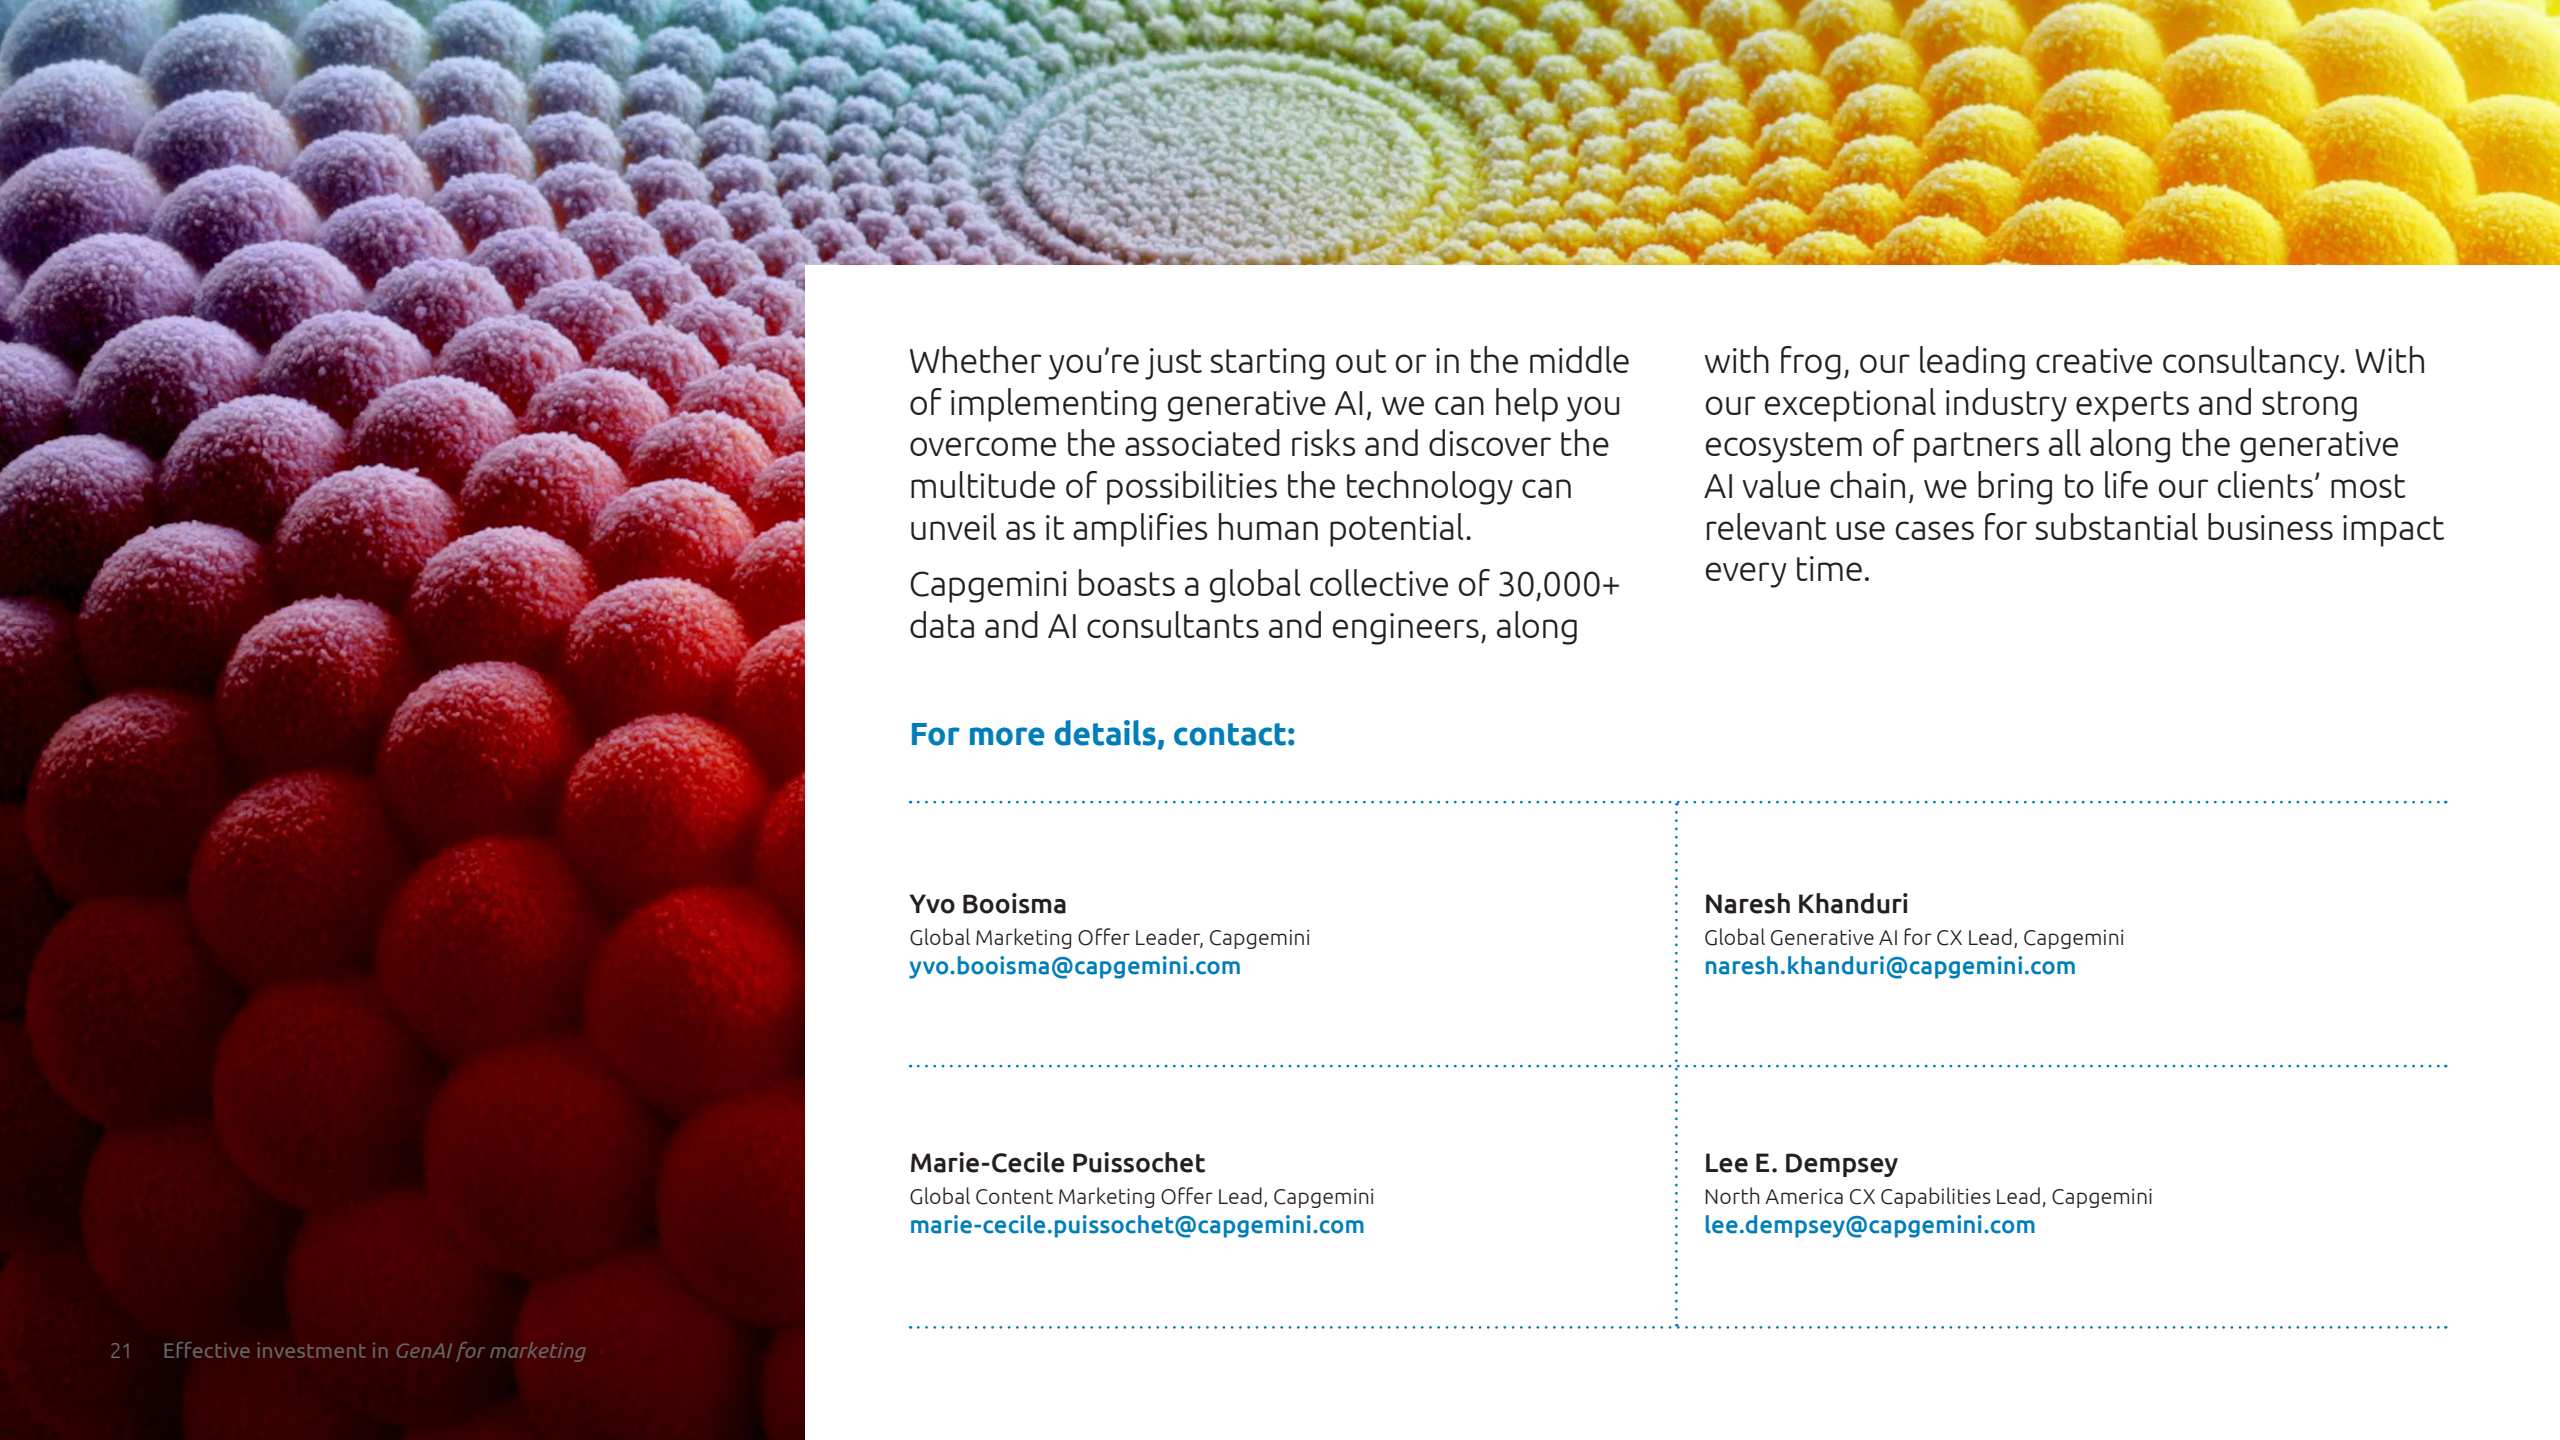 Whether you’re just starting out or in the middle
of implementing generative AI, we can help you
overcome the associated risks and discover the
multitude of possibilities the technology can
unveil as it amplifies human potential.
Capgemini boasts a global collective of 30,000+
data and AI consultants and engineers, along
with frog, our leading creative consultancy. With
our exceptional industry experts and strong
ecosystem of partners all along the generative
AI value chain, we bring to life our clients’ most
relevant use cases for substantial business impact
every time.
For more details, contact:
Yvo Booisma
Global Marketing Offer Leader, Capgemini
yvo.booisma@capgemini.com
Naresh Khanduri
Global Generative AI for CX Lead, Capgemini
naresh.khanduri@capgemini.com
Marie-Cecile Puissochet
Global Content Marketing Offer Lead, Capgemini
marie-cecile.puissochet@capgemini.com
Lee E. Dempsey
North America CX Capabilities Lead, Capgemini
lee.dempsey@capgemini.com
21 Effective investment in GenAI for marketing